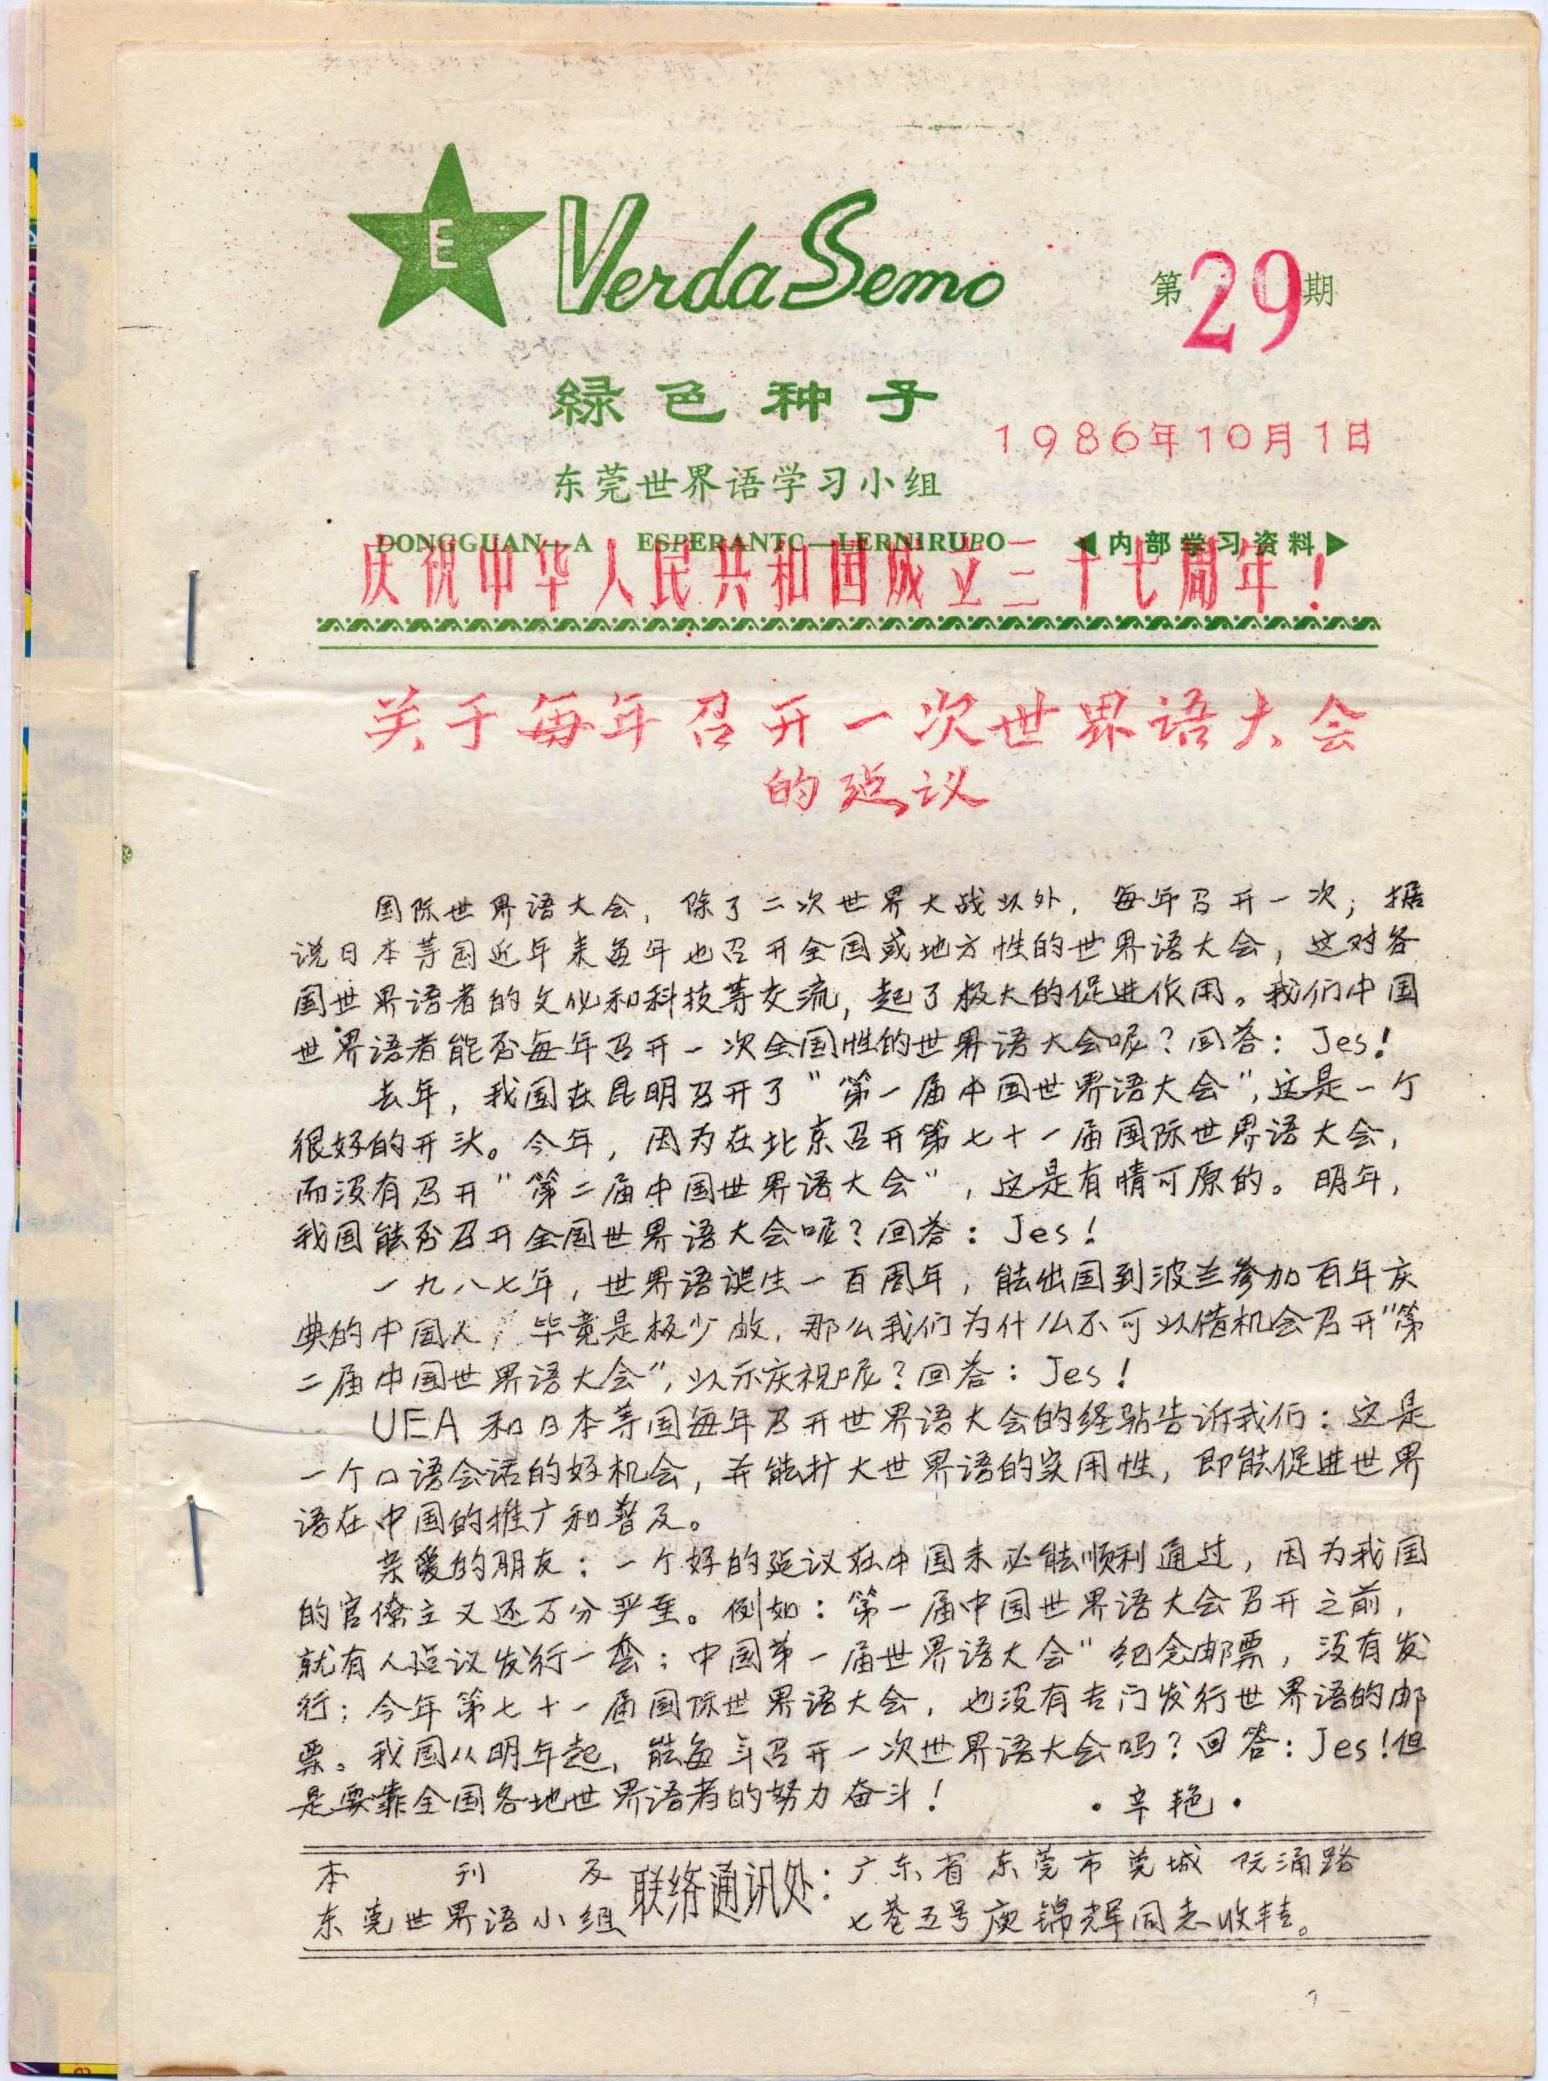 E
Verda Semo
第29期
緑色种子
1986年10月1日
东莞世界语学习小组
DONGGUAN—A ESPERANTO—LERNIRUPO ◀内部学习资料▶
庆祝中华人民共和国成立三十七周年!
关于每年召开一次世界语大会
的建议
国际世界语大会,除了二次世界大战以外,每年召开一次;据
说日本等国近年来每年也召开全国或地方性的世界语大会,这对各
国世界语者的文化和科技等交流,起了极大的促进作用。我们中国
世界语者能否每年召开一次全国性的世界语大会呢?回答:Jes!
去年,我国在昆明召开了"第一届中国世界语大会",这是一个
很好的开头。今年,因为在北京召开第七十一届国际世界语大会,
而没有召开"第二届中国世界语大会",这是有情可原的。明年,
我国能否召开全国世界语大会呢?回答:Jes!
一九八七年,世界语诞生一百周年,能出国到波兰参加百年庆
典的中国人,毕竟是极少数,那么我们为什么不可以借机会召开"第
二届中国世界语大会",以示庆祝呢?回答:Jes!
UEA和日本等国每年召开世界语大会的经验告诉我们:这是
一个口语会话的好机会,并能扩大世界语的实用性,即能促进世界
语在中国的推广和普及。
亲爱的朋友:一个好的建议在中国未必能顺利通过,因为我国
的官僚主义还万分严重。例如:第一届中国世界语大会召开之前,
就有人建议发行一套:中国第一届世界语大会"纪念邮票,没有发
行;今年第七十一届国际世界语大会,也没有专门发行世界语的邮
票。我国从明年起,能每年召开一次世界语大会吗?回答:Jes!但
是要靠全国各地世界语者的努力奋斗!
·辛艳·
本刊及
东莞世界语小组
联络通讯处:
广东省东莞市莞城阮涌路
七巷五号庾锦辉同志收转。